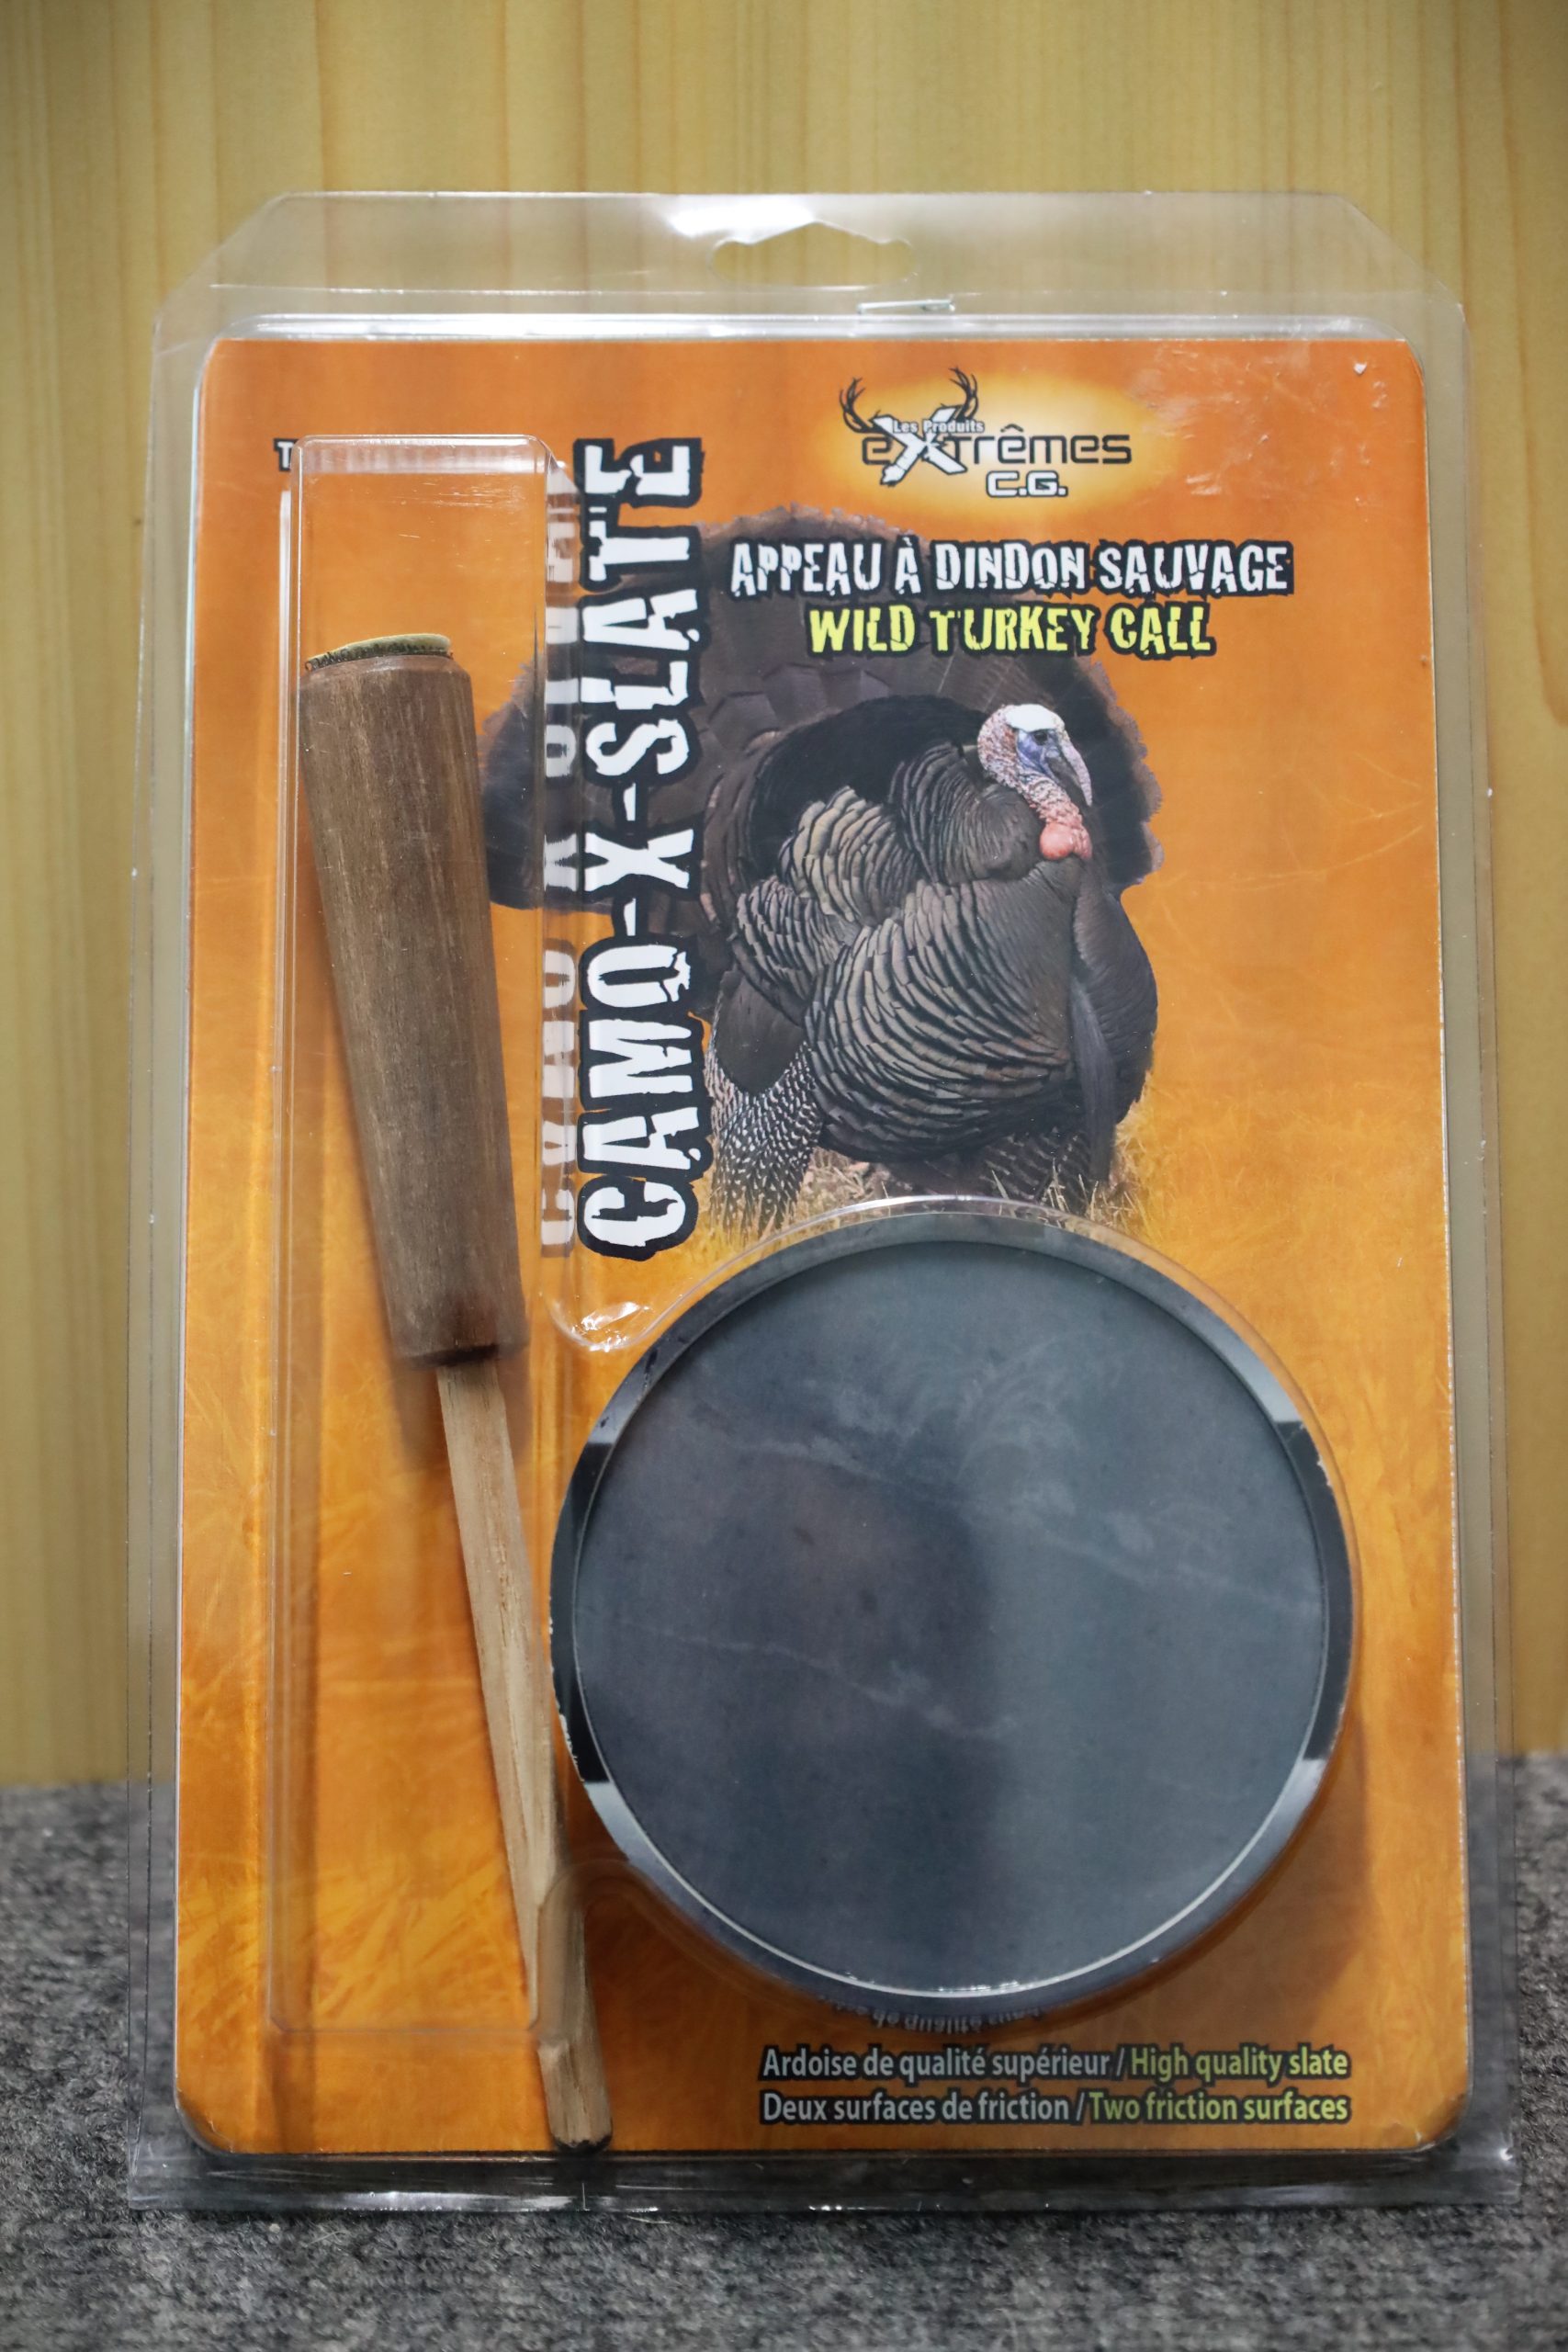 Les Produits
eXtrêmes
C.G.
APPEAU À DINDON SAUVAGE
WILD TURKEY CALL
CAMO-X-SLATE
Ardoise de qualité supérieur / High quality slate
Deux surfaces de friction / Two friction surfaces